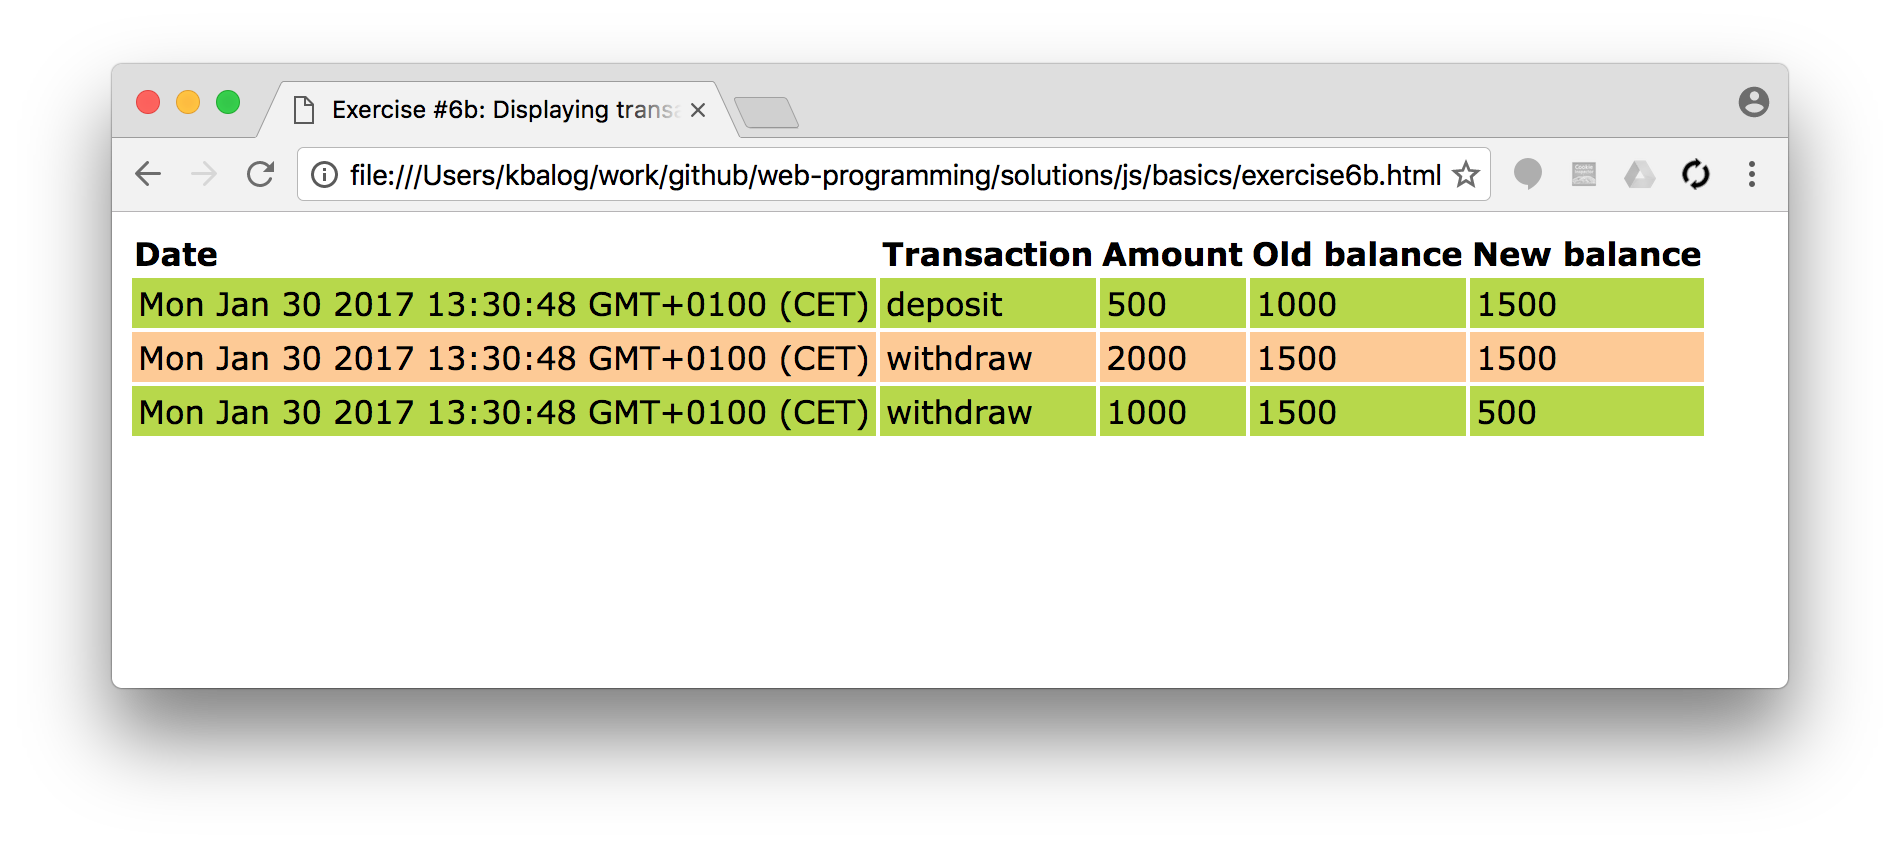 Exercise #6b: Displaying transa
file:///Users/kbalog/work/github/web-programming/solutions/js/basics/exercise6b.html
Date Transaction Amount Old balance New balance
Mon Jan 30 2017 13:30:48 GMT+0100 (CET) deposit 500 1000 1500
Mon Jan 30 2017 13:30:48 GMT+0100 (CET) withdraw 2000 1500 1500
Mon Jan 30 2017 13:30:48 GMT+0100 (CET) withdraw 1000 1500 500